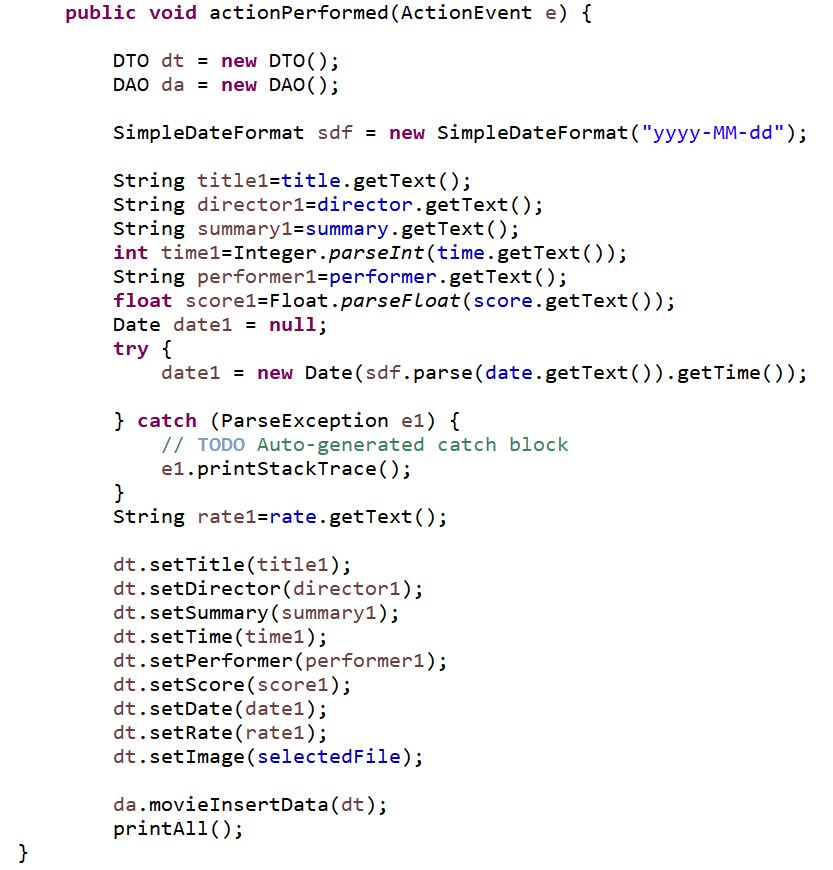 public void actionPerformed(ActionEvent e) {
DTO dt = new DTO();
DAO da = new DAO();
SimpleDateFormat sdf = new SimpleDateFormat("yyyy-MM-dd");
String title1=title.getText();
String director1=director.getText();
String summary1=summary.getText();
int time1=Integer.parseInt(time.getText());
String performer1=performer.getText();
float score1=Float.parseFloat(score.getText());
Date date1 = null;
try {
date1 = new Date(sdf.parse(date.getText()).getTime());
} catch (ParseException e1) {
// TODO Auto-generated catch block
e1.printStackTrace();
}
String rate1=rate.getText();
dt.setTitle(title1);
dt.setDirector(director1);
dt.setSummary(summary1);
dt.setTime(time1);
dt.setPerformer(performer1);
dt.setScore(score1);
dt.setDate(date1);
dt.setRate(rate1);
dt.setImage(selectedFile);
da.movieInsertData(dt);
printAll();
}